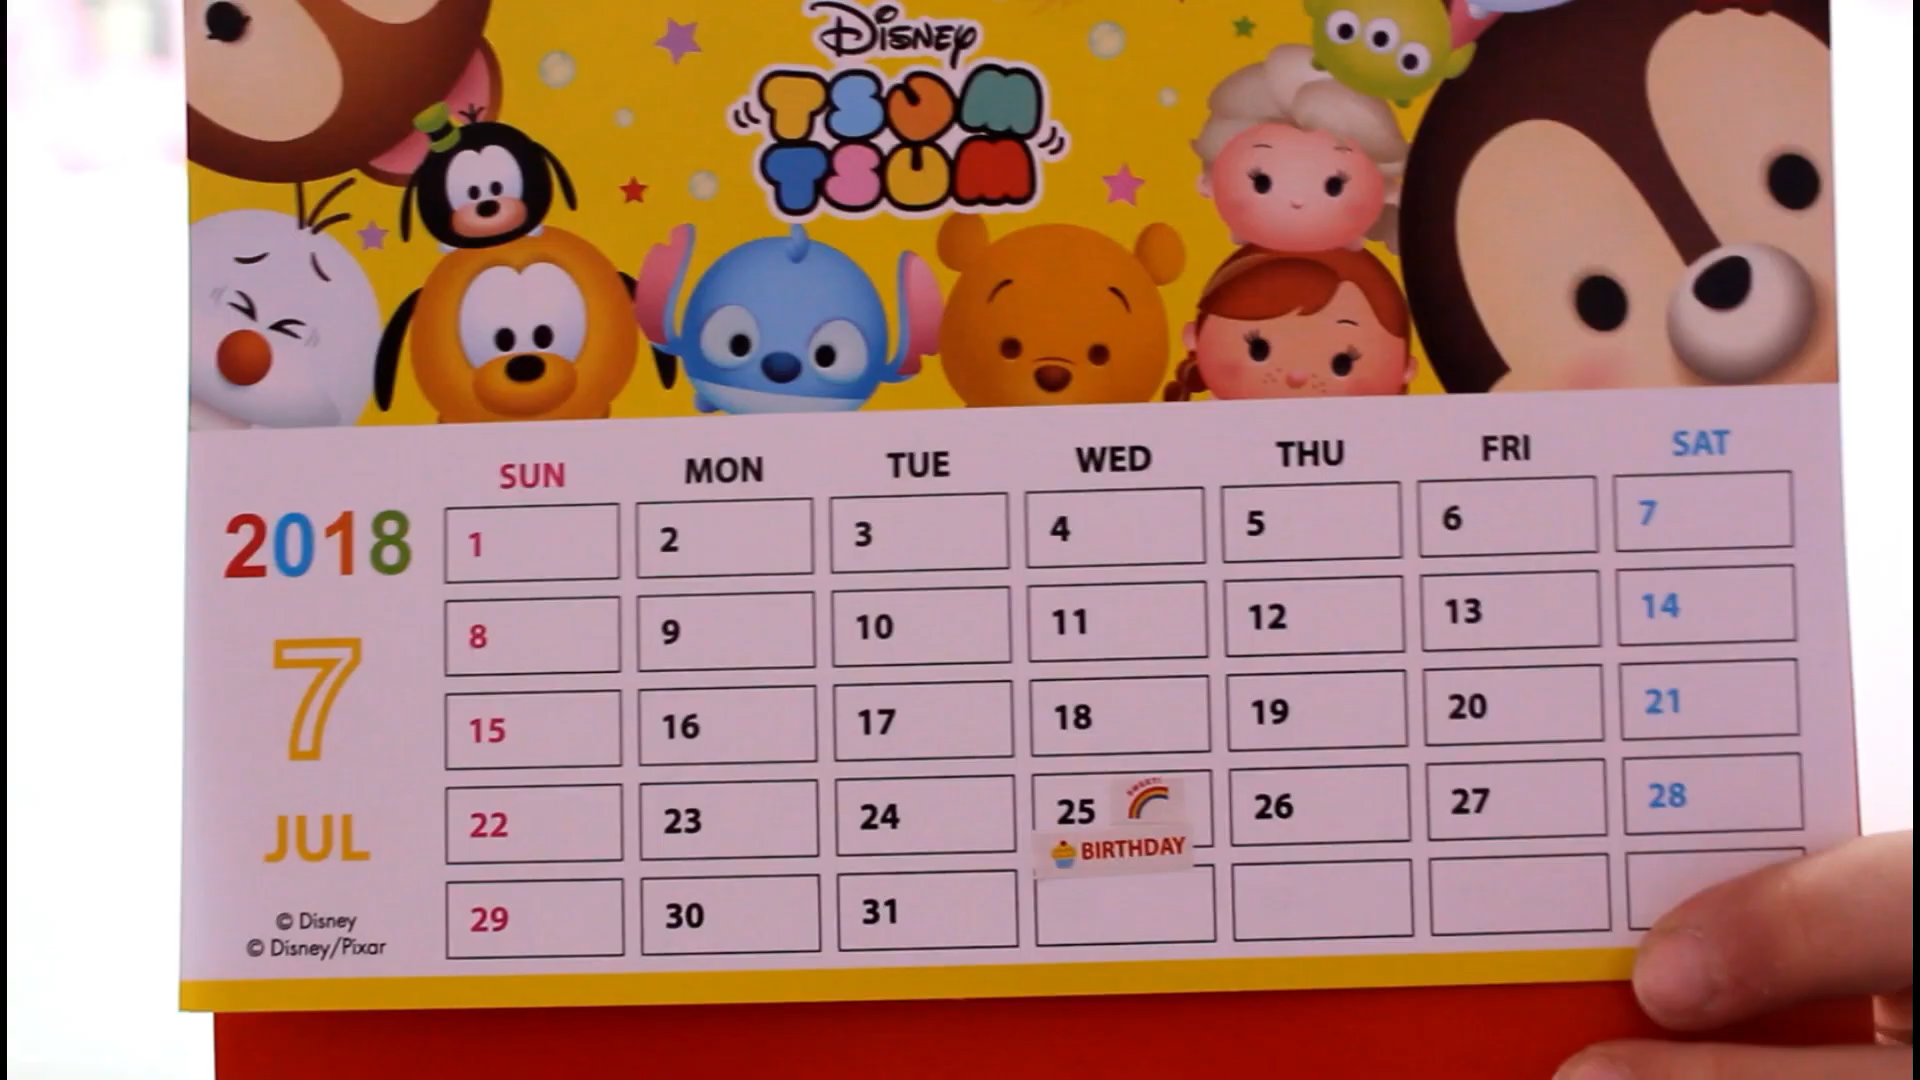 Disney
TSUM
TSUM
SUN MON TUE WED THU FRI SAT
2018
1 2 3 4 5 6 7
8 9 10 11 12 13 14
7
15 16 17 18 19 20 21
JUL
22 23 24 25 26 27 28
BIRTHDAY
29 30 31
© Disney
© Disney/Pixar